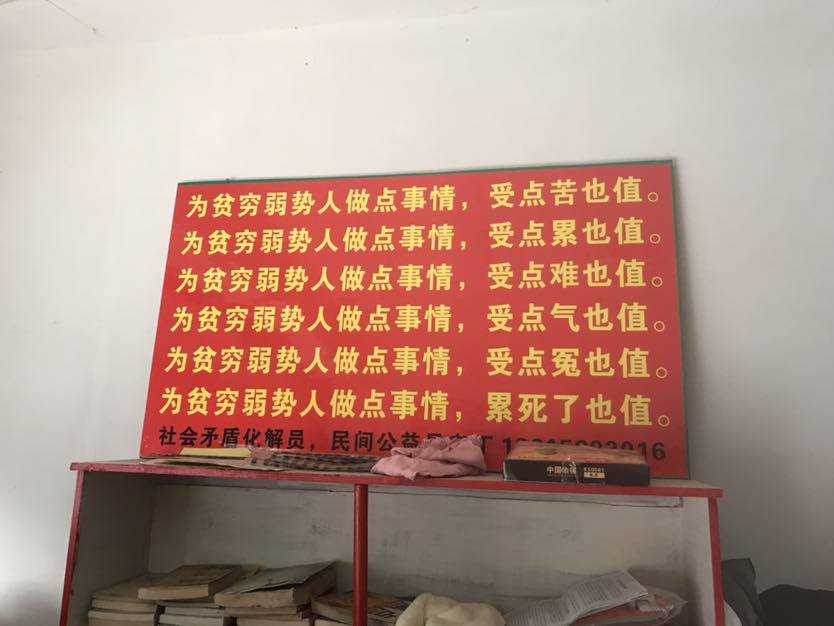 为贫穷弱势人做点事情，受点苦也值。
为贫穷弱势人做点事情，受点累也值。
为贫穷弱势人做点事情，受点难也值。
为贫穷弱势人做点事情，受点气也值。
为贫穷弱势人做点事情，受点冤也值。
为贫穷弱势人做点事情，累死了也值。
社会矛盾化解员，民间公益
中国象棋